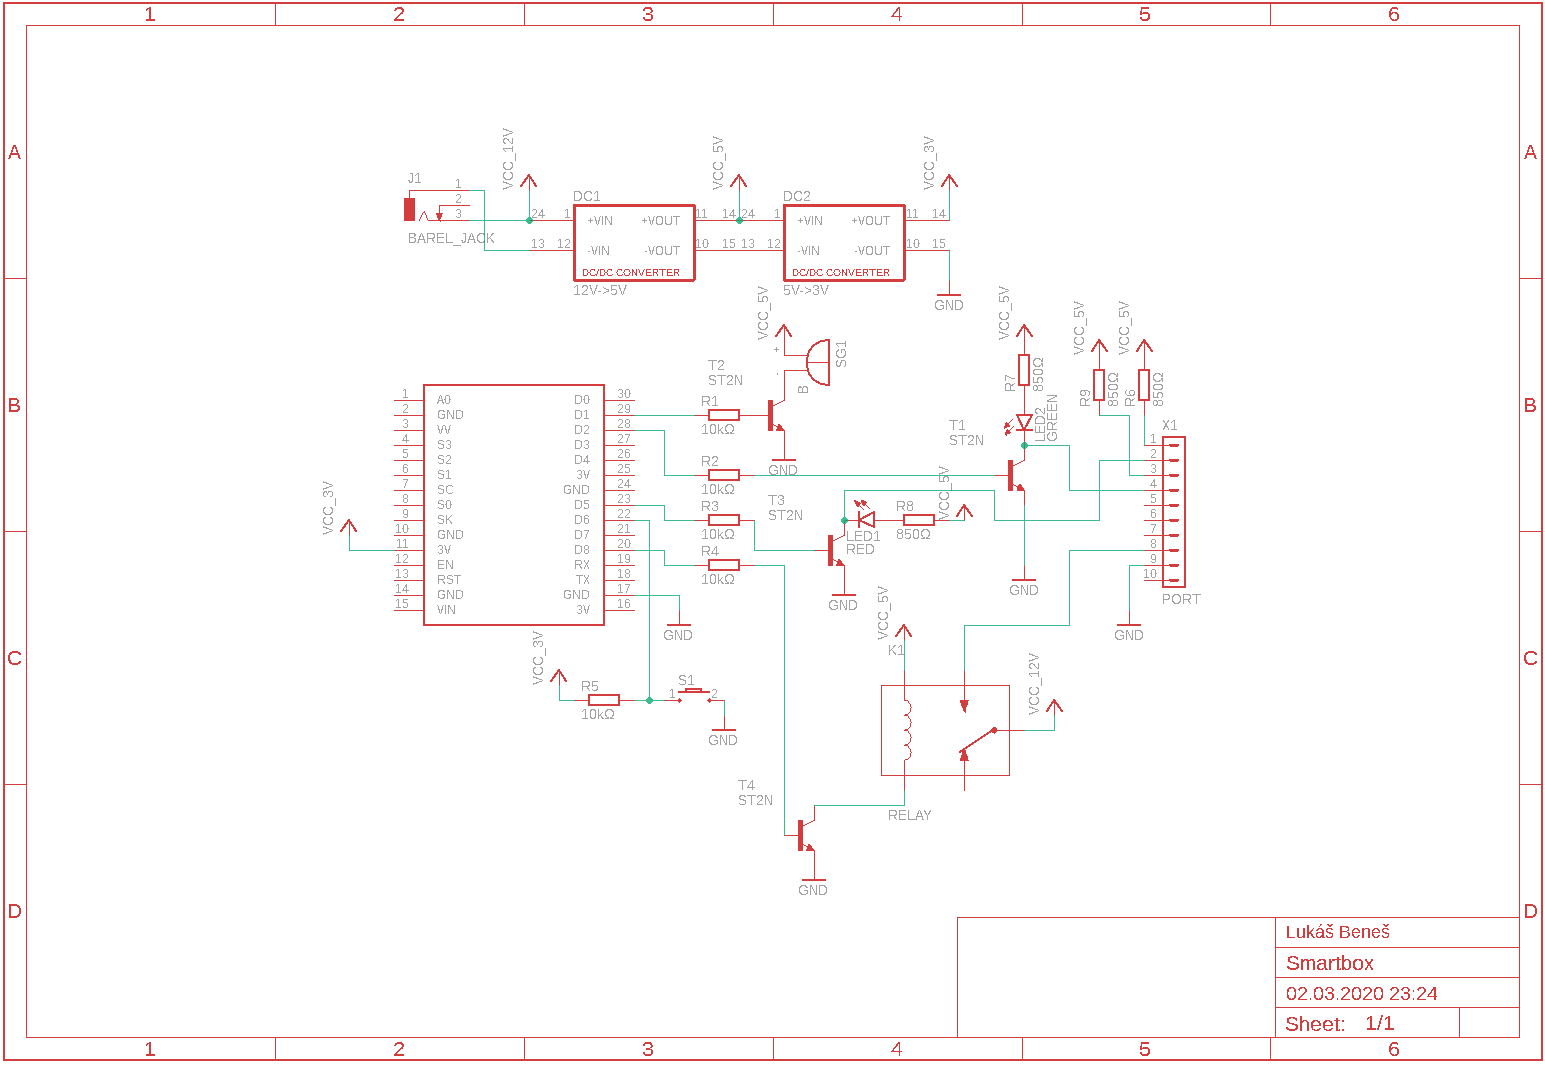 1 2 3 4 5 6
A A
VCC_12V VCC_5V VCC_3V
J1 1 2 3
BAREL_JACK
DC1 DC2
24 1 +VIN +VOUT 11 14 24 1 +VIN +VOUT 11 14
13 12 -VIN -VOUT 10 15 13 12 -VIN -VOUT 10 15
DC/DC CONVERTER DC/DC CONVERTER
12V->5V 5V->3V
GND
VCC_5V
+
-
SG1
B
T2
ST2N
VCC_5V
R7
850Ω
LED2
GREEN
VCC_5V
R9
850Ω
VCC_5V
R6
850Ω
B B
1 A0 D0 30
2 GND D1 29
3 VV D2 28
4 S3 D3 27
5 S2 D4 26
6 S1 3V 25
7 SC GND 24
8 S0 D5 23
9 SK D6 22
10 GND D7 21
11 3V D8 20
12 EN RX 19
13 RST TX 18
14 GND GND 17
15 VIN 3V 16
VCC_3V
R1
10kΩ
GND
R2
10kΩ
T1
ST2N
R3
10kΩ
T3
ST2N
R4
10kΩ
LED1
RED
R8
850Ω
VCC_5V
GND
GND
GND
X1
1
2
3
4
5
6
7
8
9
10
PORT
GND
C C
VCC_3V
R5
10kΩ
S1
1 2
GND
VCC_5V
K1
VCC_12V
RELAY
T4
ST2N
GND
D D
Lukáš Beneš
Smartbox
02.03.2020 23:24
Sheet: 1/1
1 2 3 4 5 6